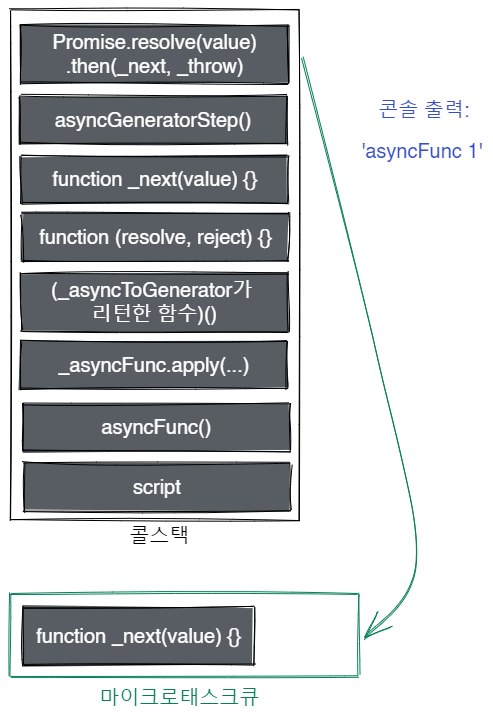 Promise.resolve(value)
.then(_next, _throw)
콘솔 출력:
asyncGeneratorStep()
'asyncFunc 1'
function _next(value) {}
function (resolve, reject) {}
(_asyncToGenerator가
리턴한 함수)()
_asyncFunc.apply(...)
asyncFunc()
script
콜스택
function _next(value) {}
마이크로태스크큐